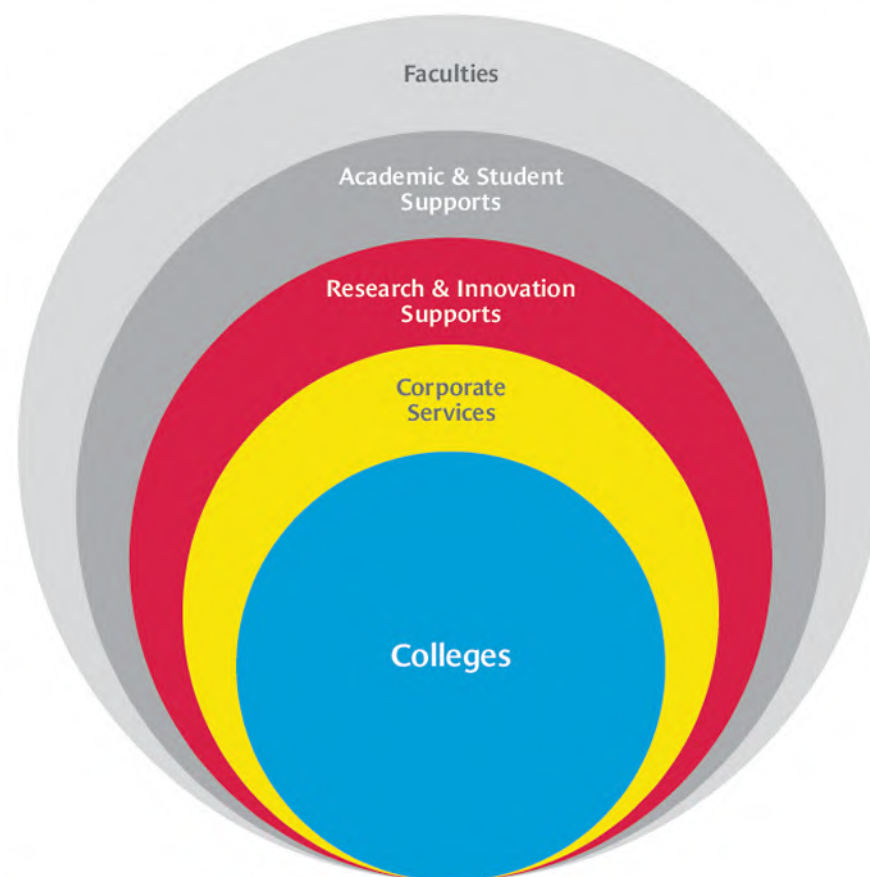 Faculties
Academic & Student
Supports
Research & Innovation
Supports
Corporate
Services
Colleges